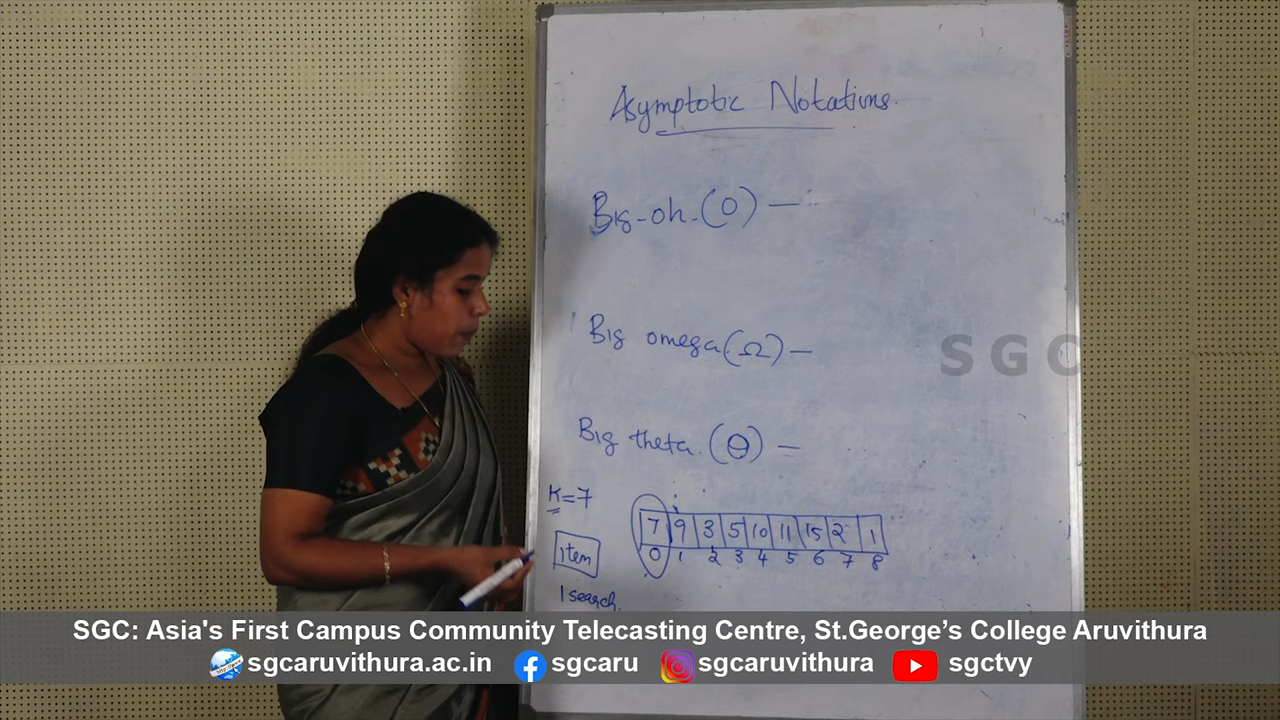 Asymptotic Notations.
Big-oh. (O) —
Big omega (Ω) —
SGC
Big theta. (Θ) —
K=7
7 9 3 5 10 11 15 2 1
Item
0 1 2 3 4 5 6 7 8
1 search.
SGC: Asia's First Campus Community Telecasting Centre, St.George’s College Aruvithura
sgcaruvithura.ac.in sgcaru sgcaruvithura sgctvy